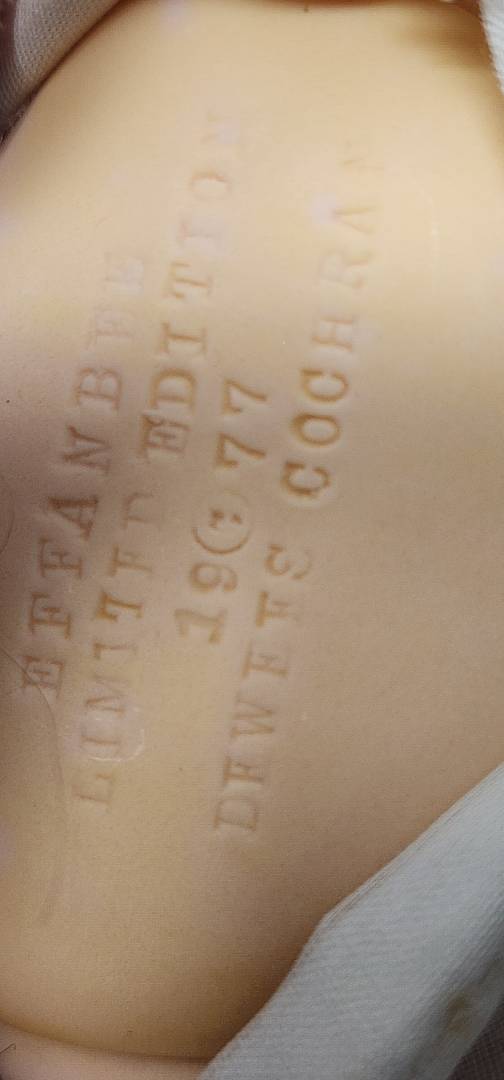 EFFANBEE
LIMITED EDITION
19©77
DEWEES COCHRAN